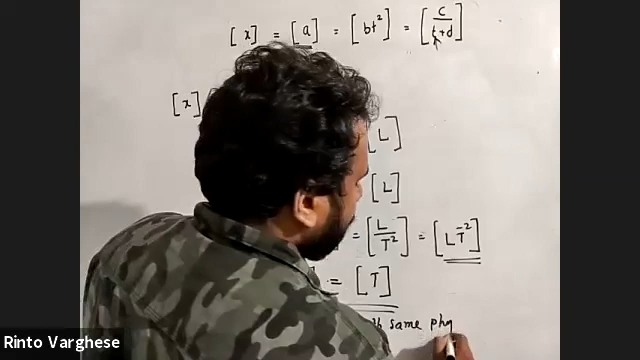 [x] = [a] = [bt²] = [c/t+d]
[x]
[L]
[L]
= [L/T²] = [LT⁻²]
= [T]
same phy
Rinto Varghese